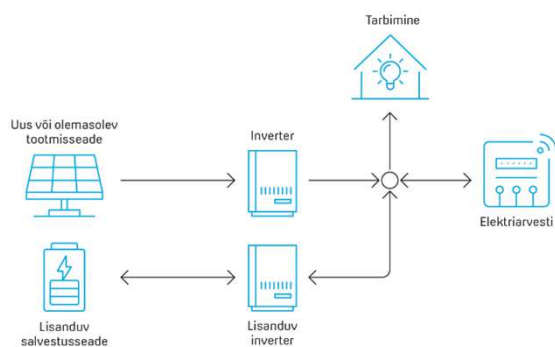 Tarbimine
Uus või olemasolev
tootmisseade
Inverter
Elektriarvesti
Lisanduv
salvestusseade
Lisanduv
inverter